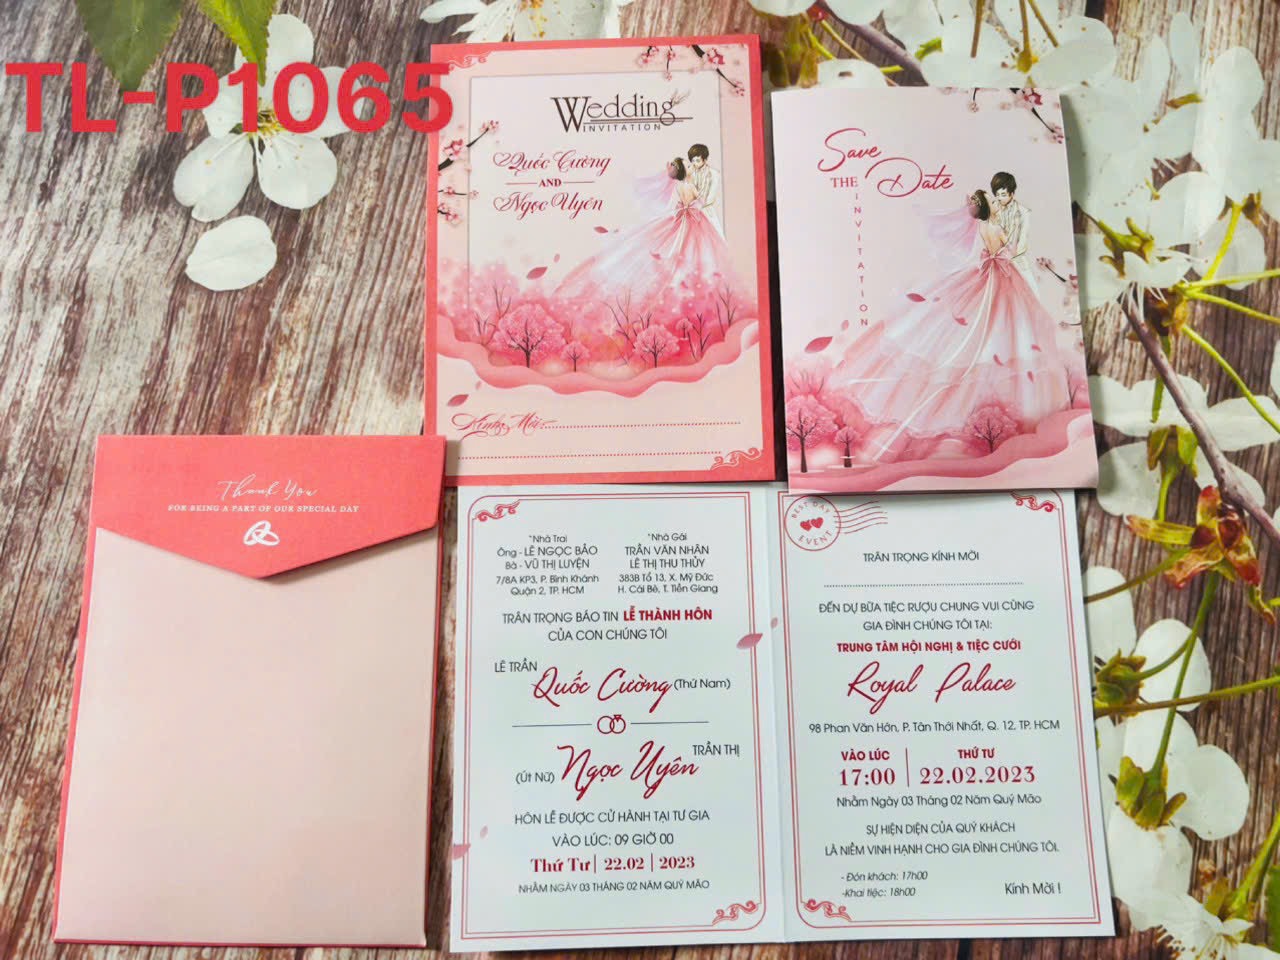 TL-P1065
Wedding
INVITATION
Quốc Cường
AND
Ngọc Uyên
Kính Mời:
Save
THE Date
INVITATION
Thank You
FOR BEING A PART OF OUR SPECIAL DAY
"Nhà Trai
Ông - LÊ NGỌC BẢO
Bà - VŨ THỊ LUYỆN
7/8A KP3, P. Bình Khánh
Quận 2, TP. HCM
"Nhà Gái
TRẦN VĂN NHÂN
LÊ THỊ THU THỦY
383B Tổ 13, X. Mỹ Đức
H. Cái Bè, T. Tiền Giang
TRÂN TRỌNG BÁO TIN LỄ THÀNH HÔN
CỦA CON CHÚNG TÔI
LÊ TRẦN
Quốc Cường (Thứ Nam)
TRẦN THỊ
(Út Nữ) Ngọc Uyên
HÔN LỄ ĐƯỢC CỬ HÀNH TẠI TƯ GIA
VÀO LÚC: 09 GIỜ 00
Thứ Tư | 22.02 | 2023
NHẰM NGÀY 03 THÁNG 02 NĂM QUÝ MÃO
BEST DAY
EVENT
TRÂN TRỌNG KÍNH MỜI
ĐẾN DỰ BỮA TIỆC RƯỢU CHUNG VUI CÙNG
GIA ĐÌNH CHÚNG TÔI TẠI:
TRUNG TÂM HỘI NGHỊ & TIỆC CƯỚI
Royal Palace
98 Phan Văn Hớn, P. Tân Thới Nhất, Q. 12, TP. HCM
VÀO LÚC
17:00
THỨ TƯ
22.02.2023
Nhằm Ngày 03 Tháng 02 Năm Quý Mão
SỰ HIỆN DIỆN CỦA QUÝ KHÁCH
LÀ NIỀM VINH HẠNH CHO GIA ĐÌNH CHÚNG TÔI.
- Đón khách: 17h00
-Khai tiệc: 18h00
Kính Mời !